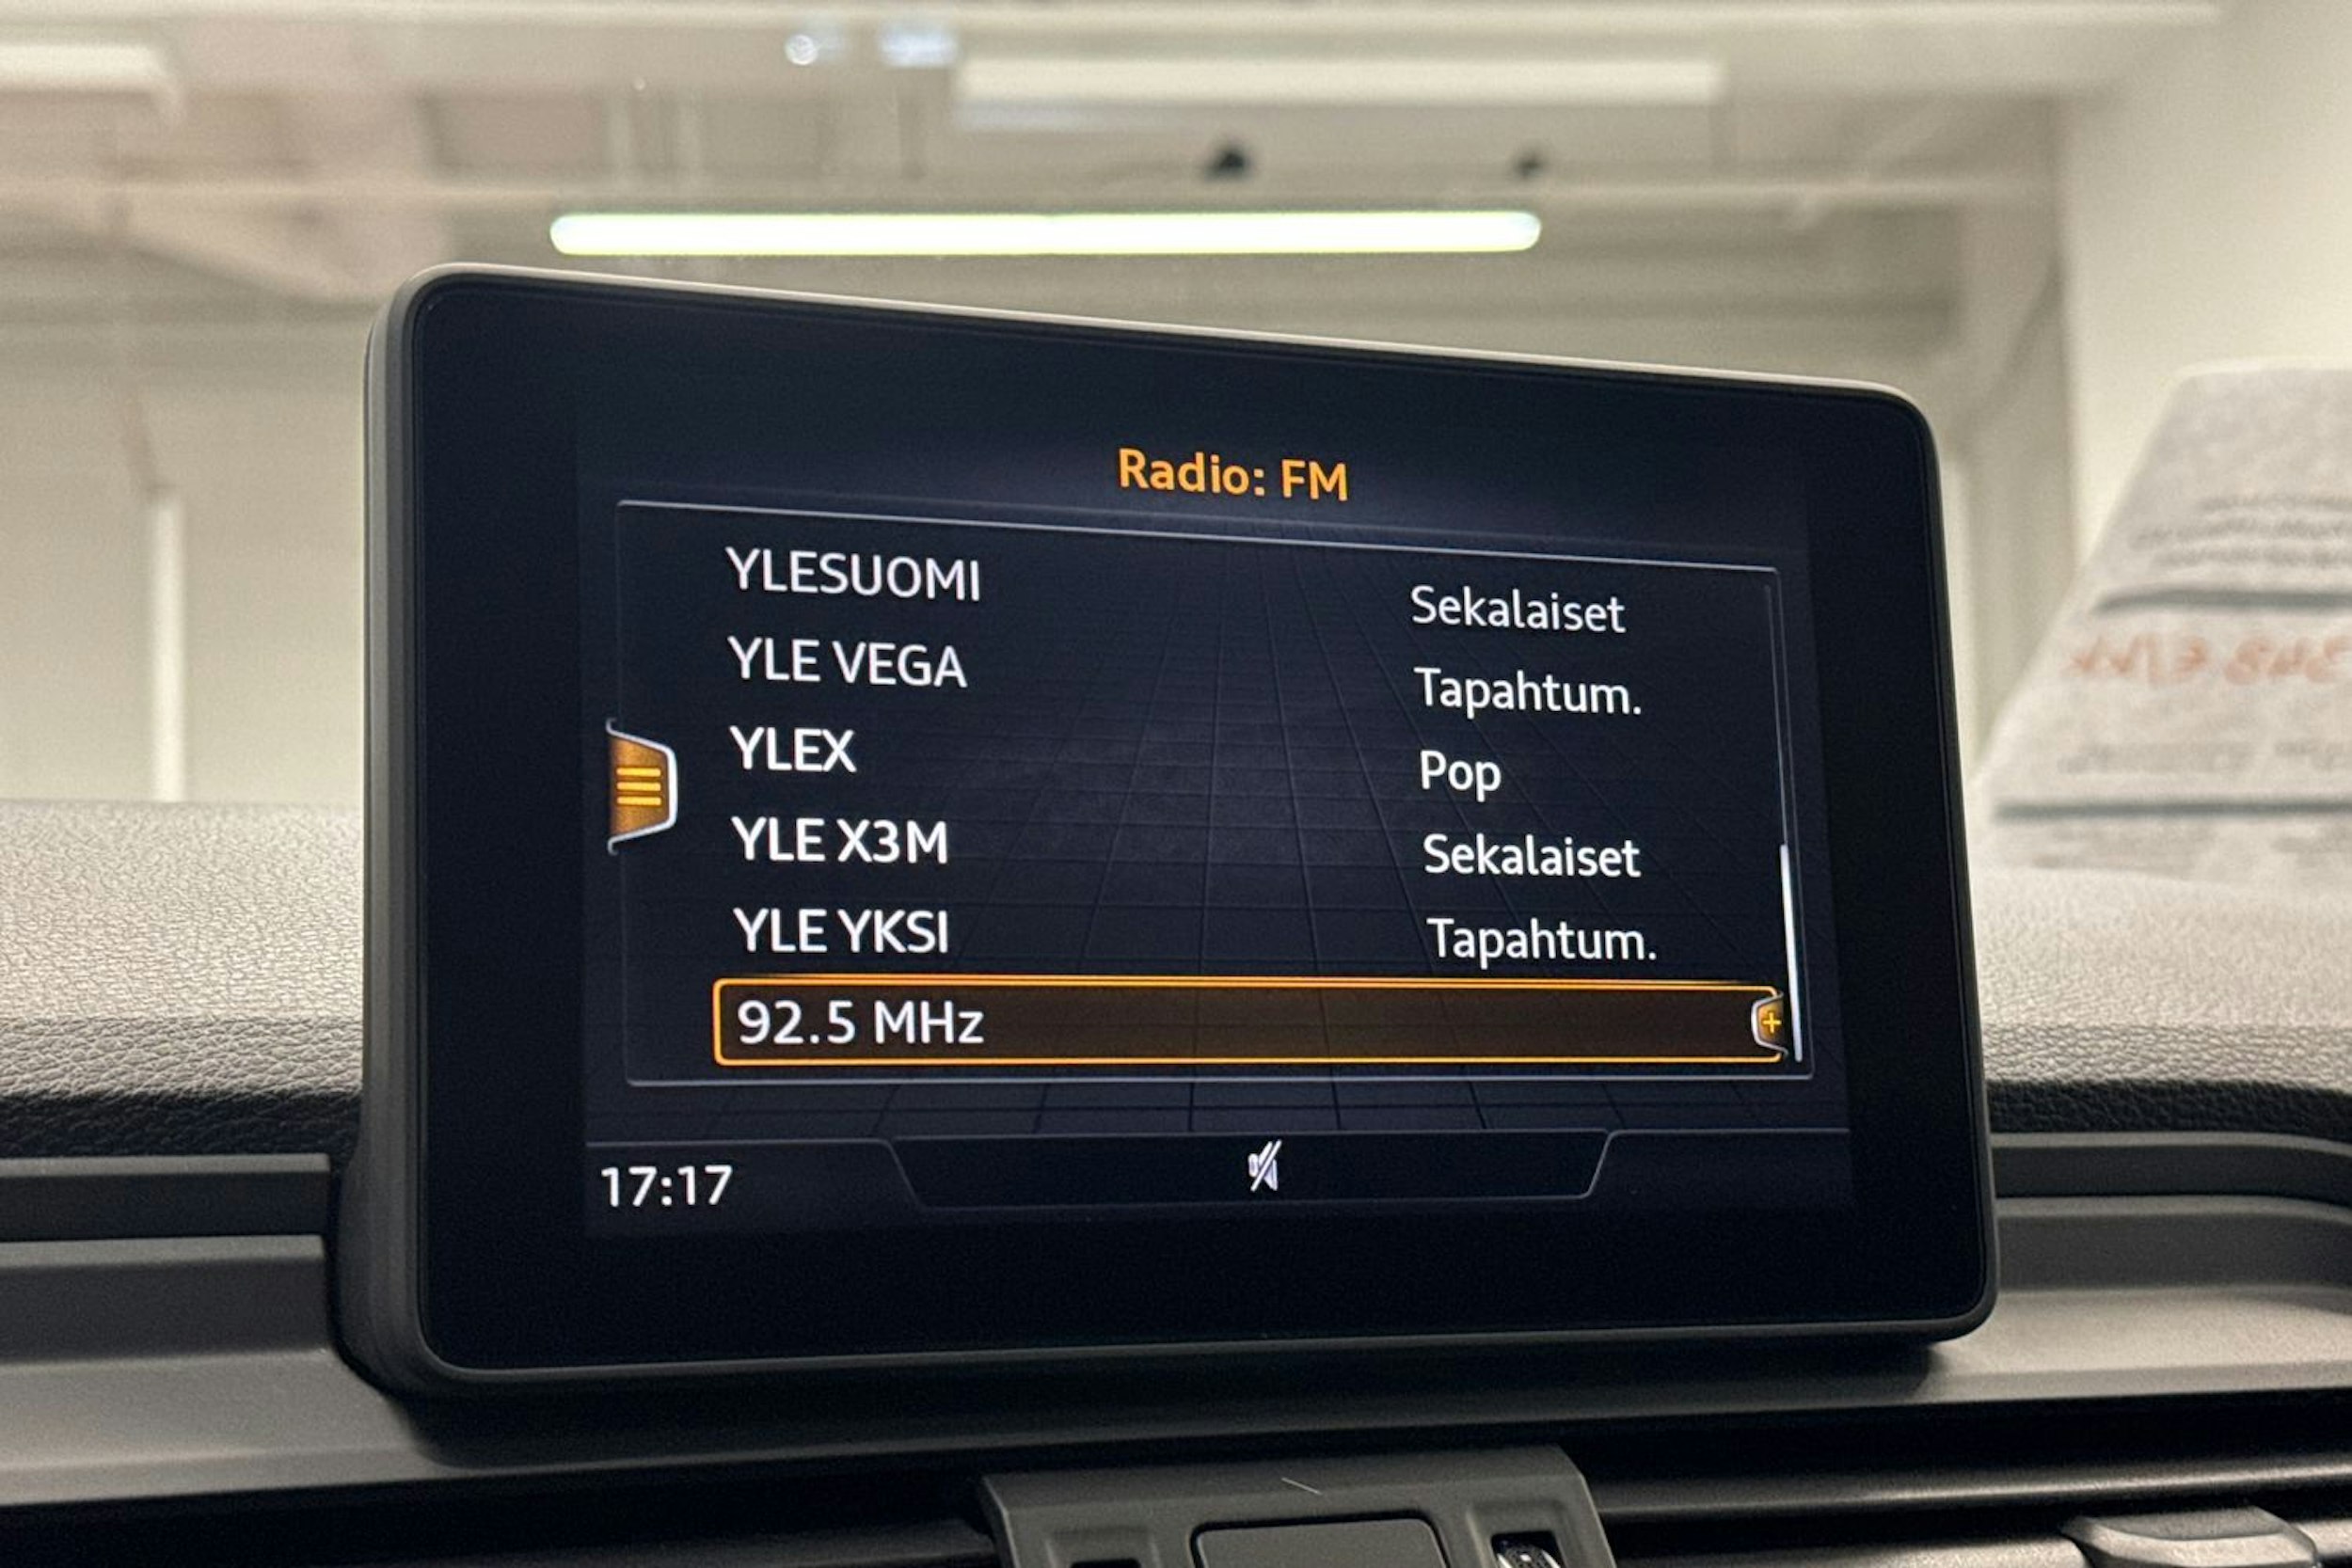 Radio: FM
YLESUOMI Sekalaiset
YLE VEGA Tapahtum.
YLEX Pop
YLE X3M Sekalaiset
YLE YKSI Tapahtum.
92.5 MHz
17:17